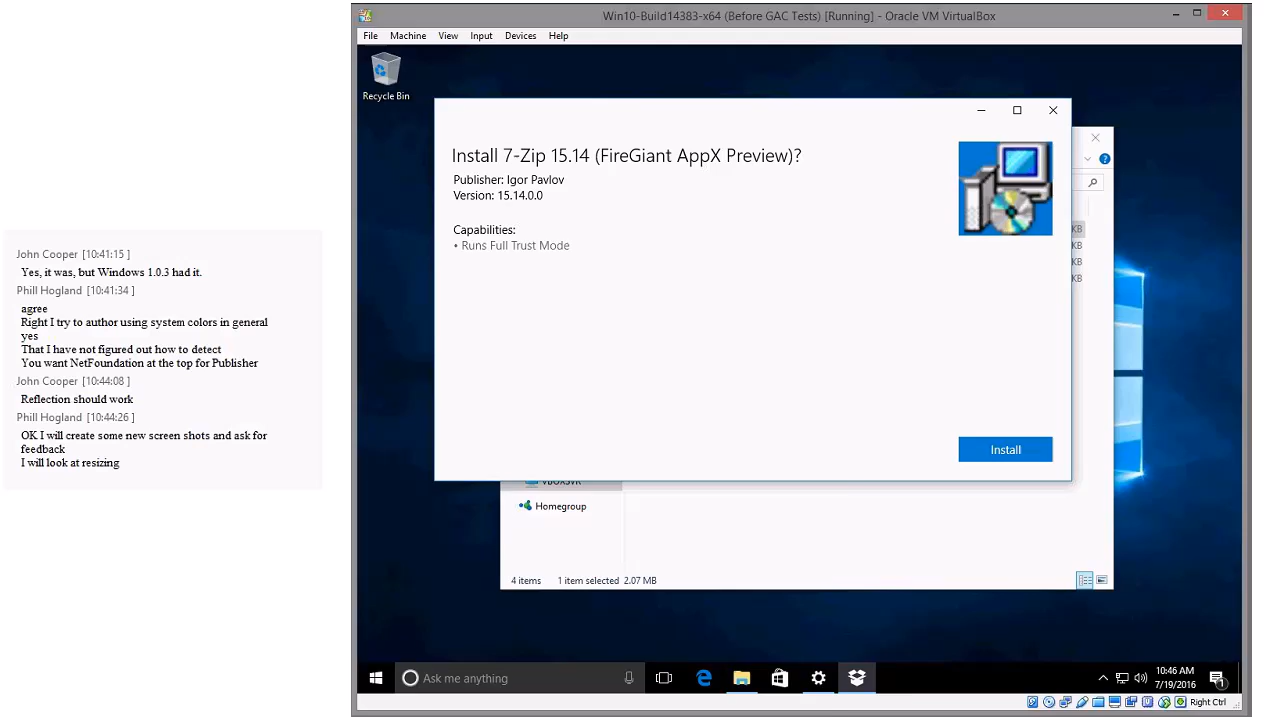 John Cooper [10:41:15 ]
Yes, it was, but Windows 1.0.3 had it.
Phill Hogland [10:41:34 ]
agree
Right I try to author using system colors in general
yes
That I have not figured out how to detect
You want NetFoundation at the top for Publisher
John Cooper [10:44:08 ]
Reflection should work
Phill Hogland [10:44:26 ]
OK I will create some new screen shots and ask for
feedback
I will look at resizing
Win10-Build14383-x64 (Before GAC Tests) [Running] - Oracle VM VirtualBox
File Machine View Input Devices Help
Recycle Bin
Install 7-Zip 15.14 (FireGiant AppX Preview)?
Publisher: Igor Pavlov
Version: 15.14.0.0
Capabilities:
• Runs Full Trust Mode
KB
KB
KB
KB
Install
VBOXSVR
Homegroup
4 items 1 item selected 2.07 MB
Ask me anything
10:46 AM
7/19/2016
1
Right Ctrl